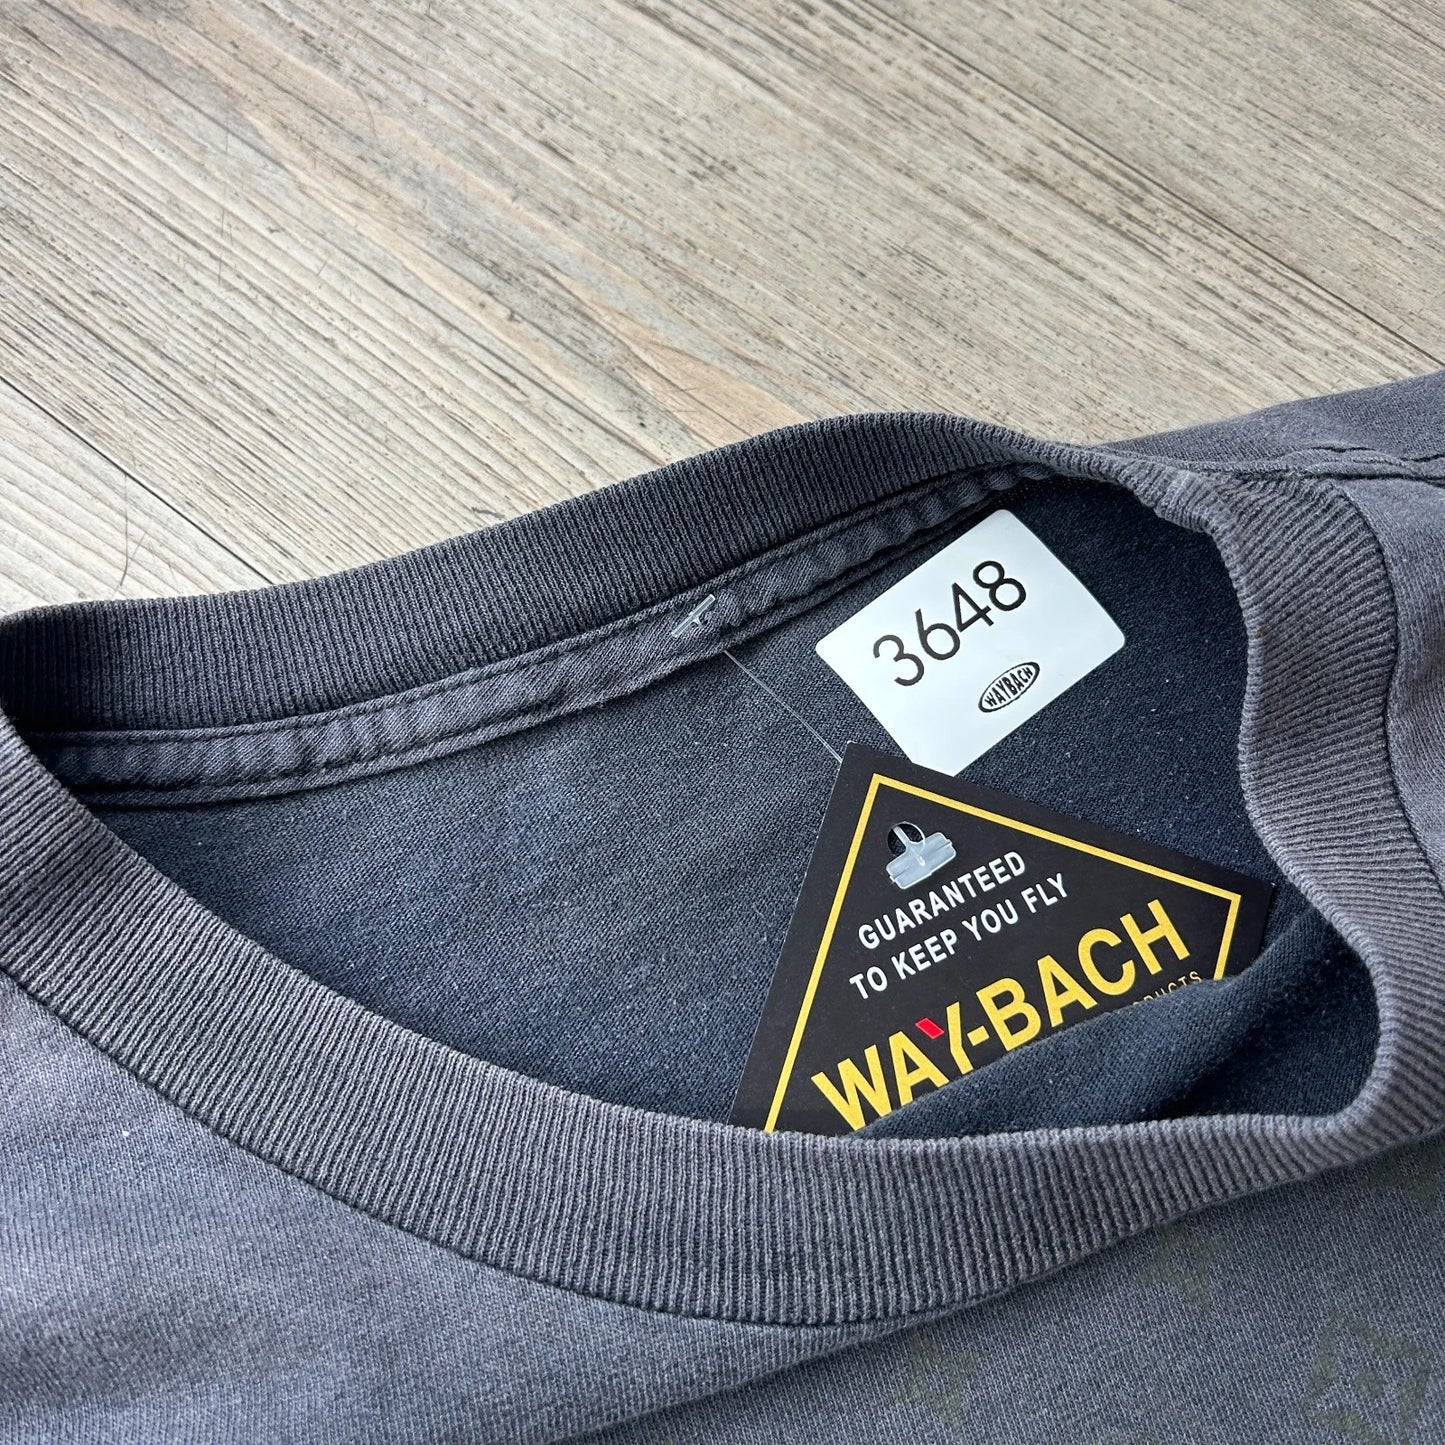 3648
WAYBACH
GUARANTEED
TO KEEP YOU FLY
WAY-BACH